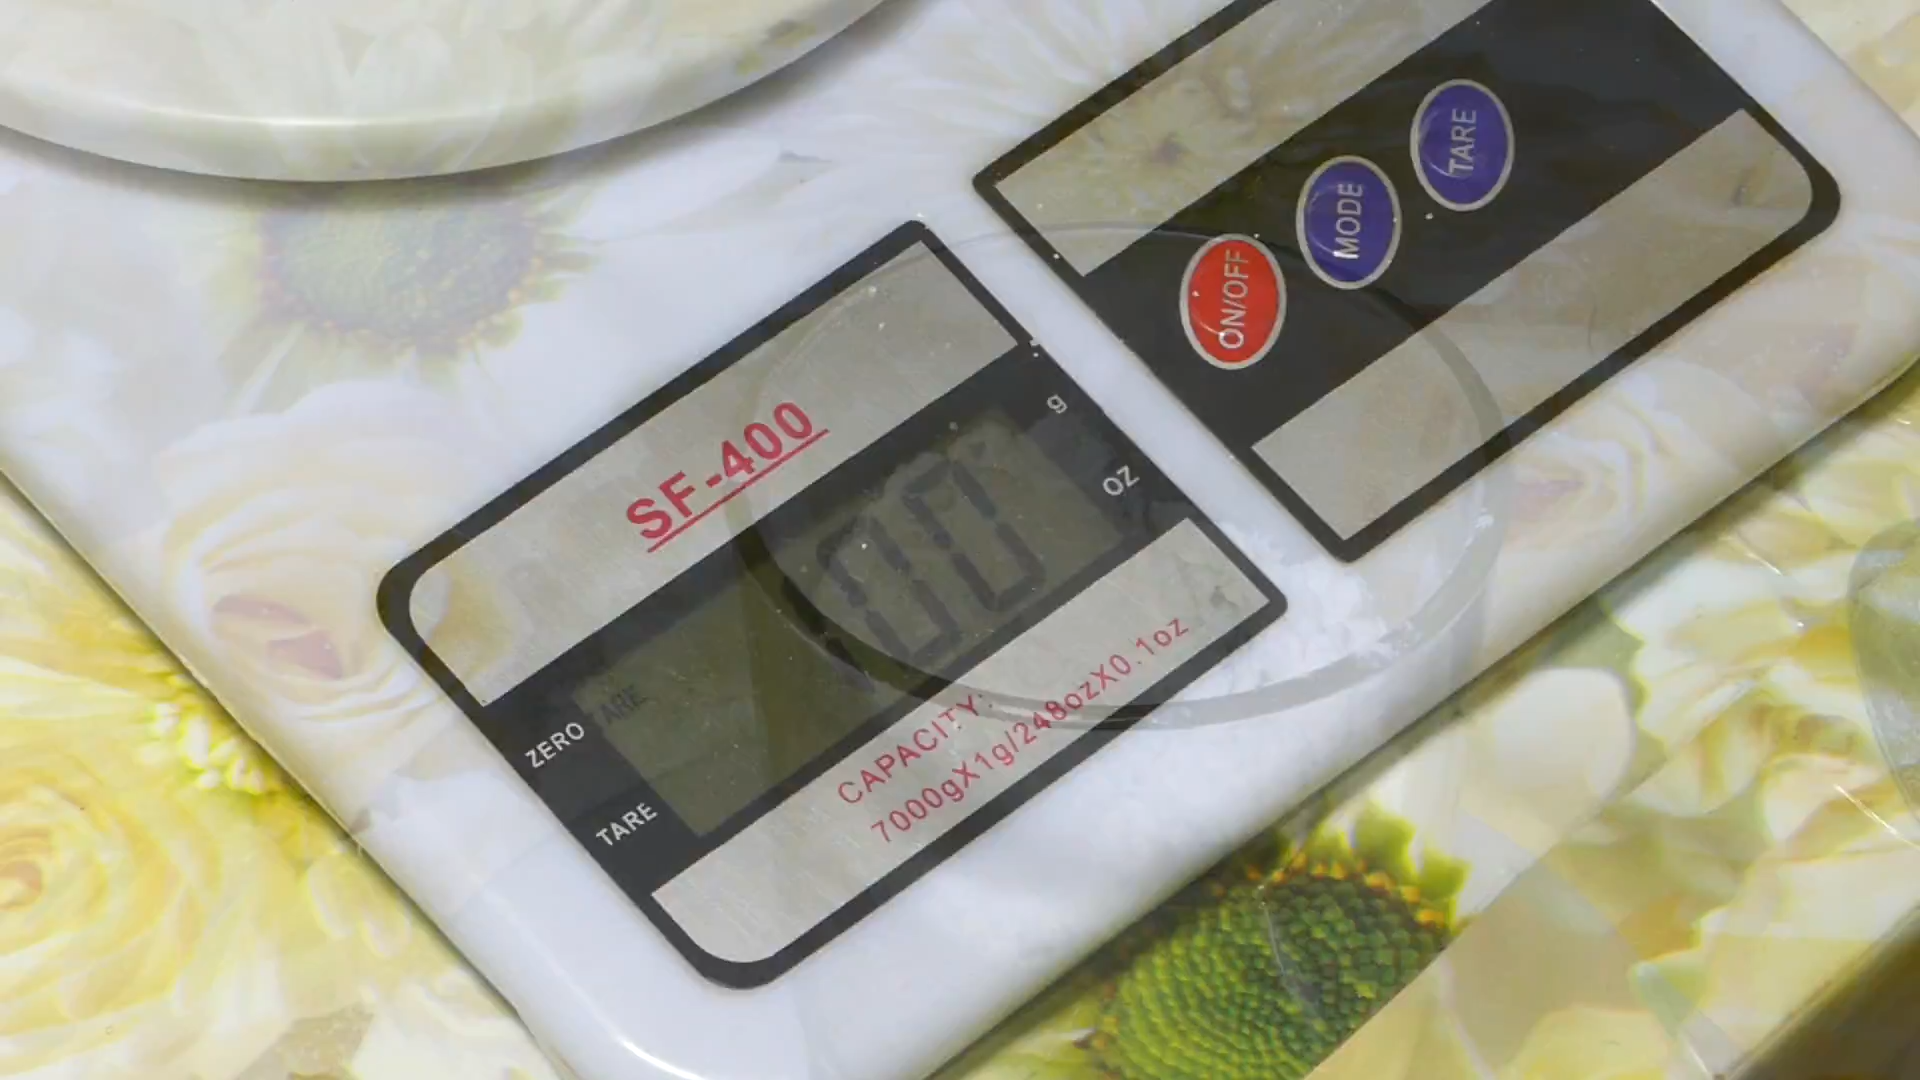 SF-400
g
oz
ZERO
TARE
CAPACITY:
7000gX1g/248ozX0.1oz
ON/OFF
MODE
TARE